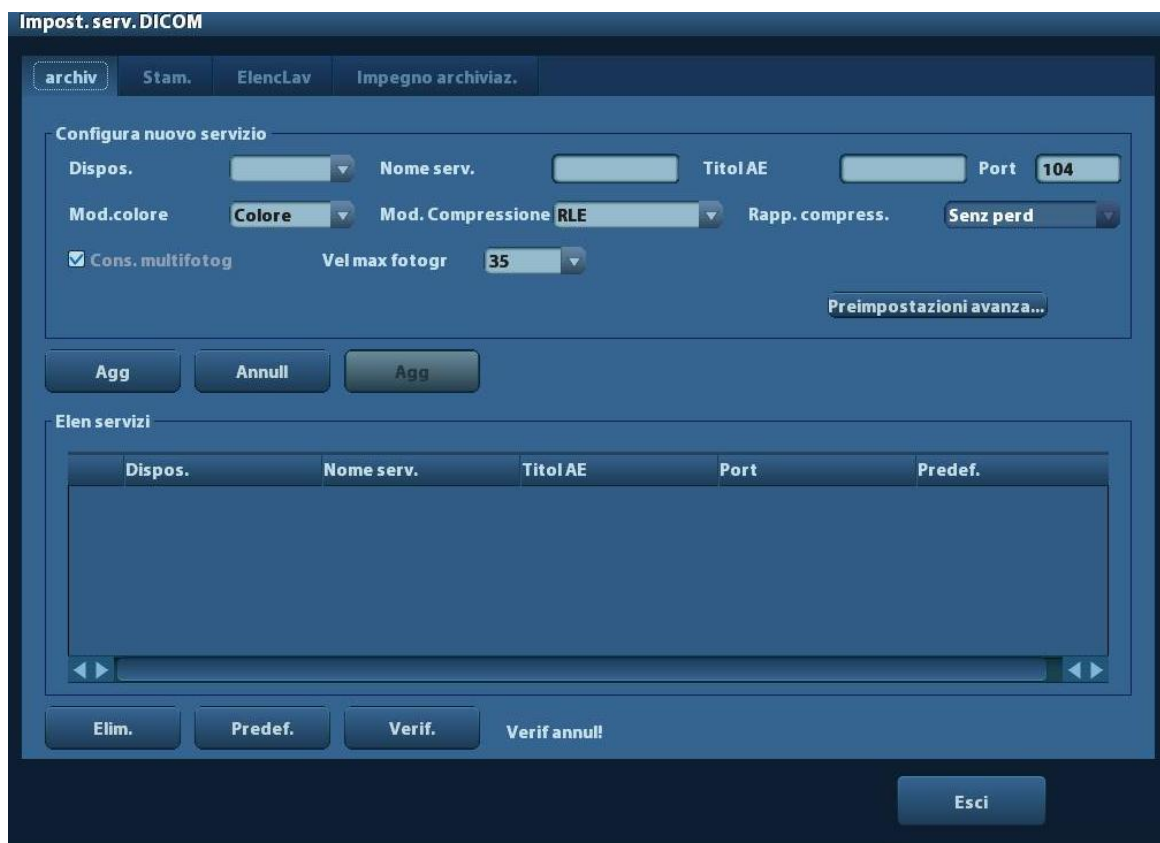 Impost. serv. DICOM
archiv Stam. ElencLav Impegno archiviaz.
Configura nuovo servizio
Dispos. Nome serv. Titol AE Port 104
Mod.colore Colore Mod. Compressione RLE Rapp. compress. Senz perd
Cons. multifotog Vel max fotogr 35
Preimpostazioni avanza...
Agg Annull Agg
Elen servizi
Dispos. Nome serv. Titol AE Port Predef.
Elim. Predef. Verif. Verif annul!
Esci